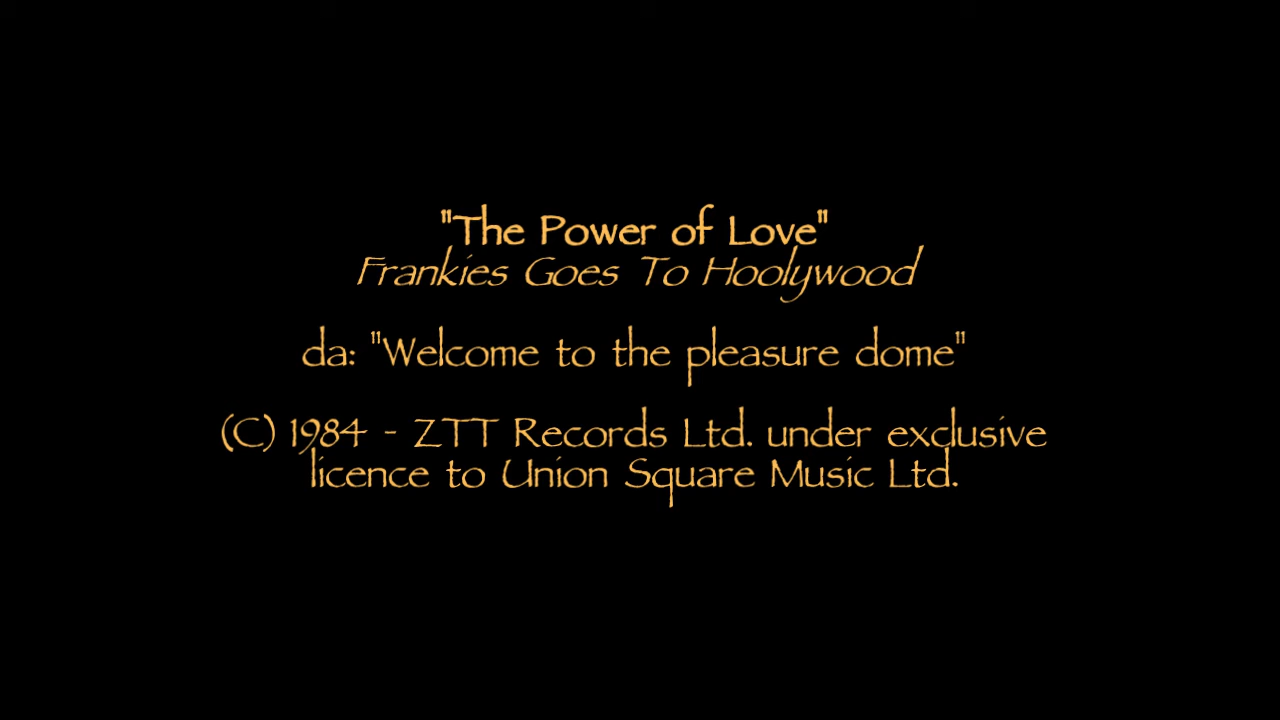 "The Power of Love"
Frankies Goes To Hoolywood
da: "Welcome to the pleasure dome"
(C) 1984 - ZTT Records Ltd. under exclusive
licence to Union Square Music Ltd.